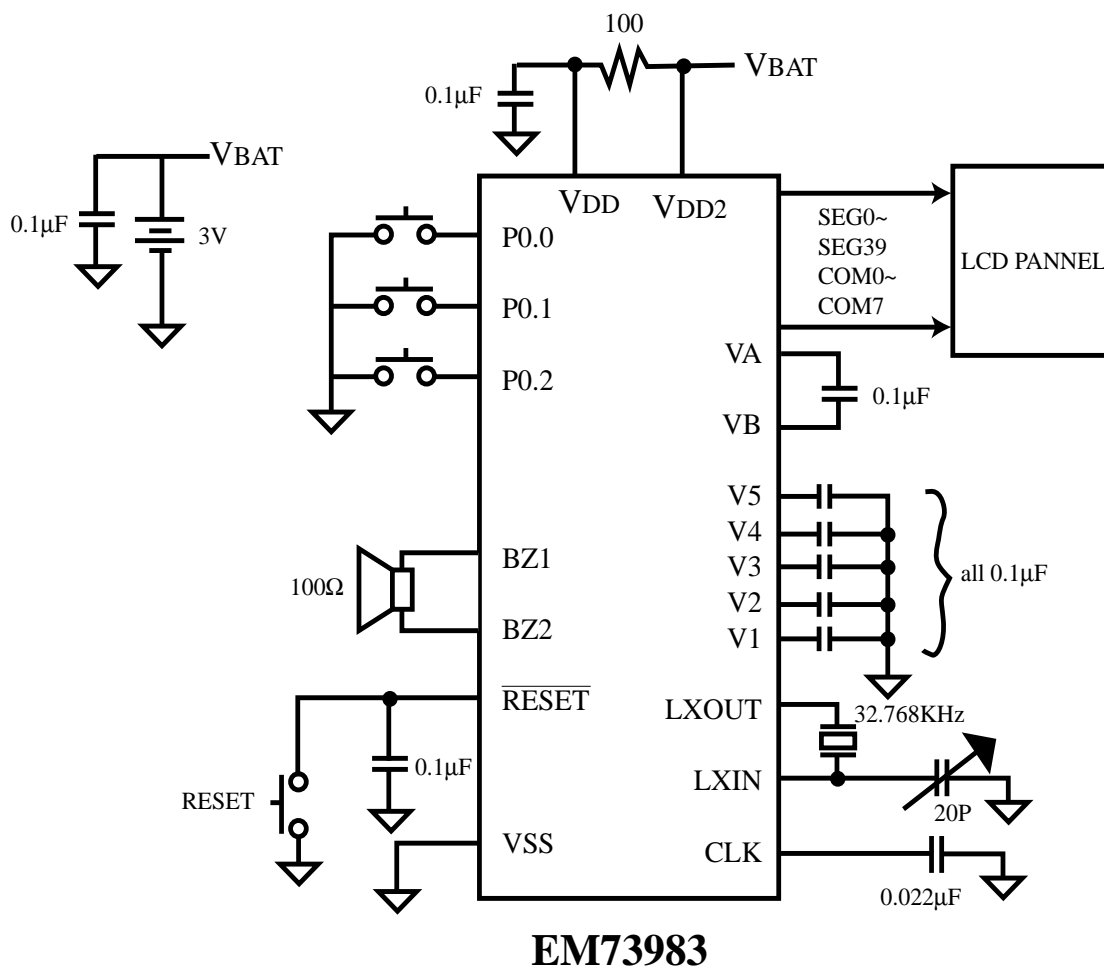 100
VBAT
0.1µF
VBAT
0.1µF
3V
VDD
VDD2
P0.0
P0.1
P0.2
SEG0~
SEG39
COM0~
COM7
LCD PANNEL
VA
0.1µF
VB
V5
V4
V3
V2
V1
all 0.1µF
100Ω
BZ1
BZ2
RESET
LXOUT
32.768KHz
0.1µF
LXIN
RESET
20P
VSS
CLK
0.022µF
EM73983